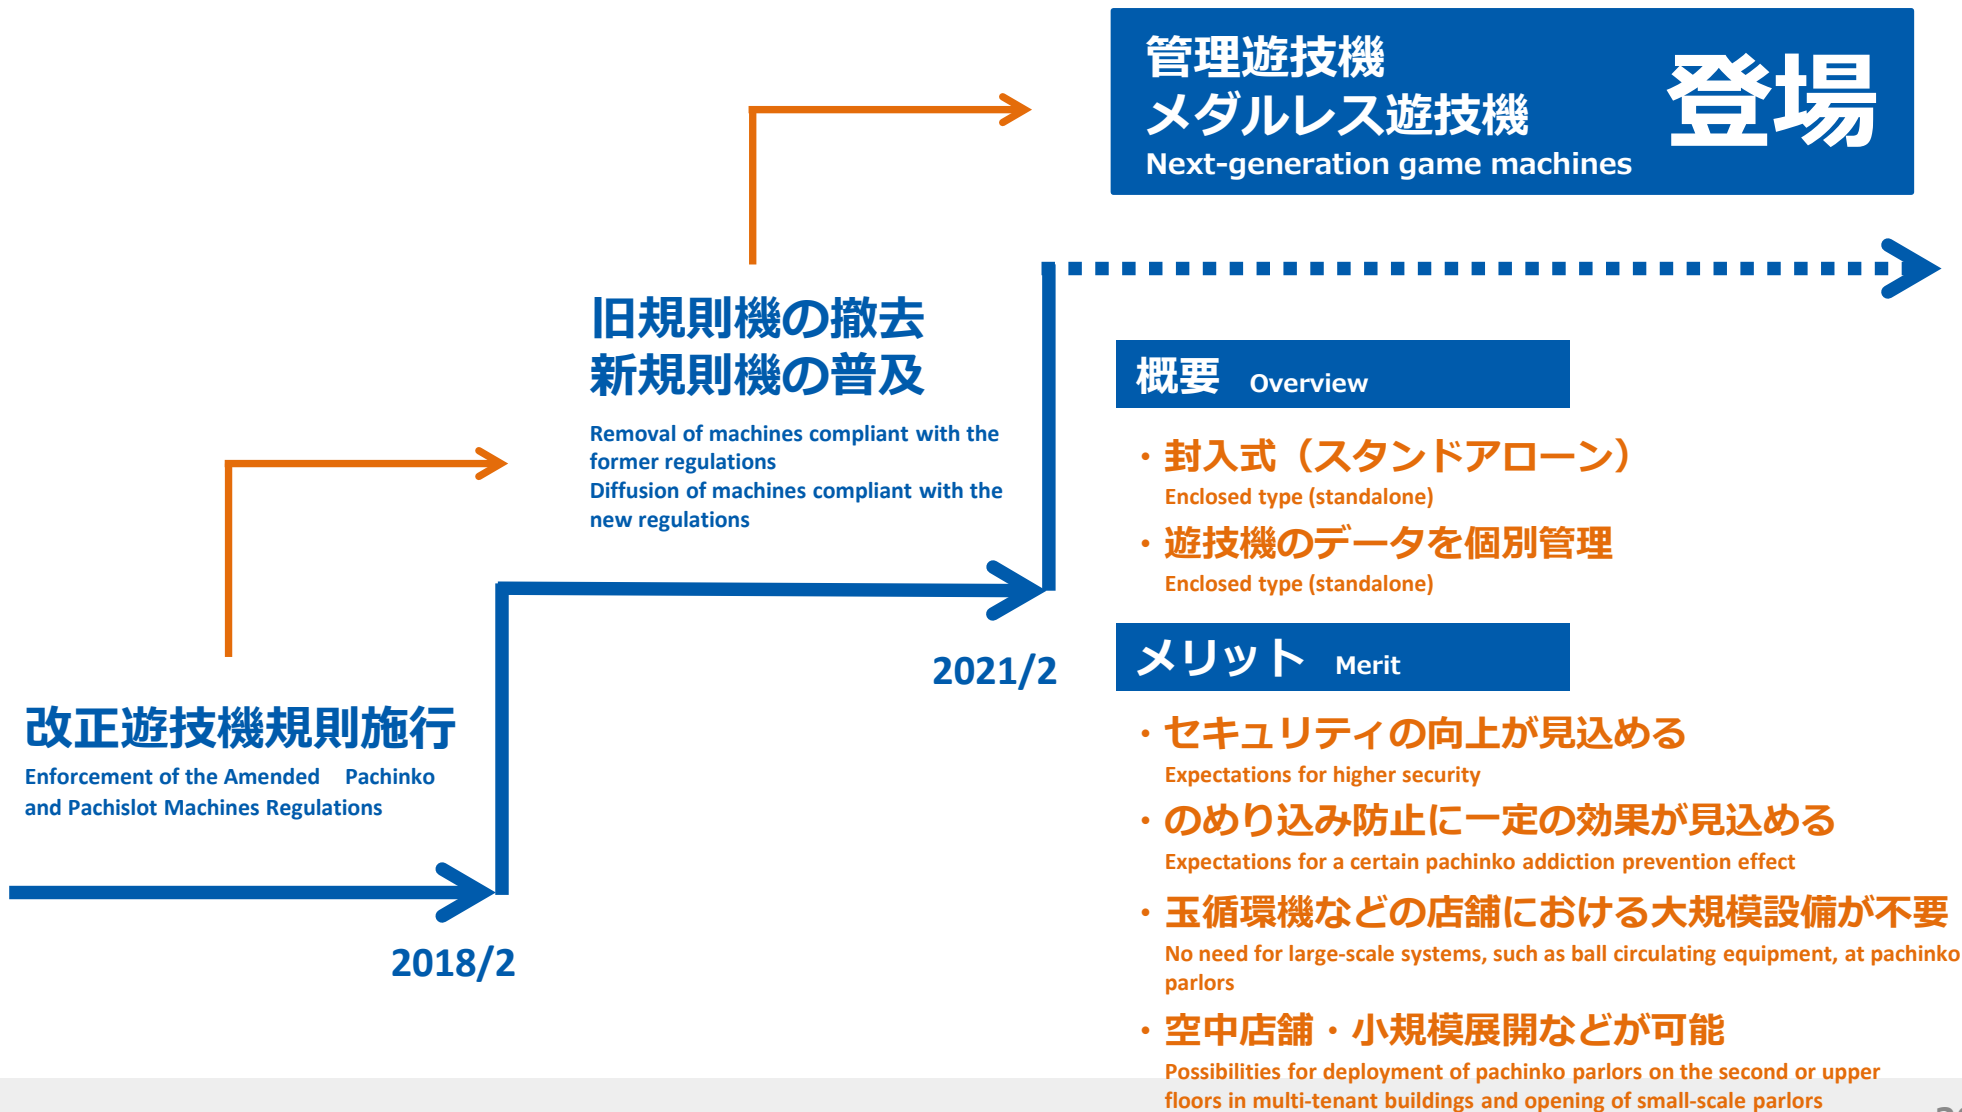 管理遊技機
メダルレス遊技機
Next-generation game machines
登場
旧規則機の撤去
新規則機の普及
Removal of machines compliant with the
former regulations
Diffusion of machines compliant with the
new regulations
2021/2
改正遊技機規則施行
Enforcement of the Amended Pachinko
and Pachislot Machines Regulations
2018/2
概要 Overview
・封入式（スタンドアローン）
Enclosed type (standalone)
・遊技機のデータを個別管理
Enclosed type (standalone)
メリット Merit
・セキュリティの向上が見込める
Expectations for higher security
・のめり込み防止に一定の効果が見込める
Expectations for a certain pachinko addiction prevention effect
・玉循環機などの店舗における大規模設備が不要
No need for large-scale systems, such as ball circulating equipment, at pachinko
parlors
・空中店舗・小規模展開などが可能
Possibilities for deployment of pachinko parlors on the second or upper
floors in multi-tenant buildings and opening of small-scale parlors